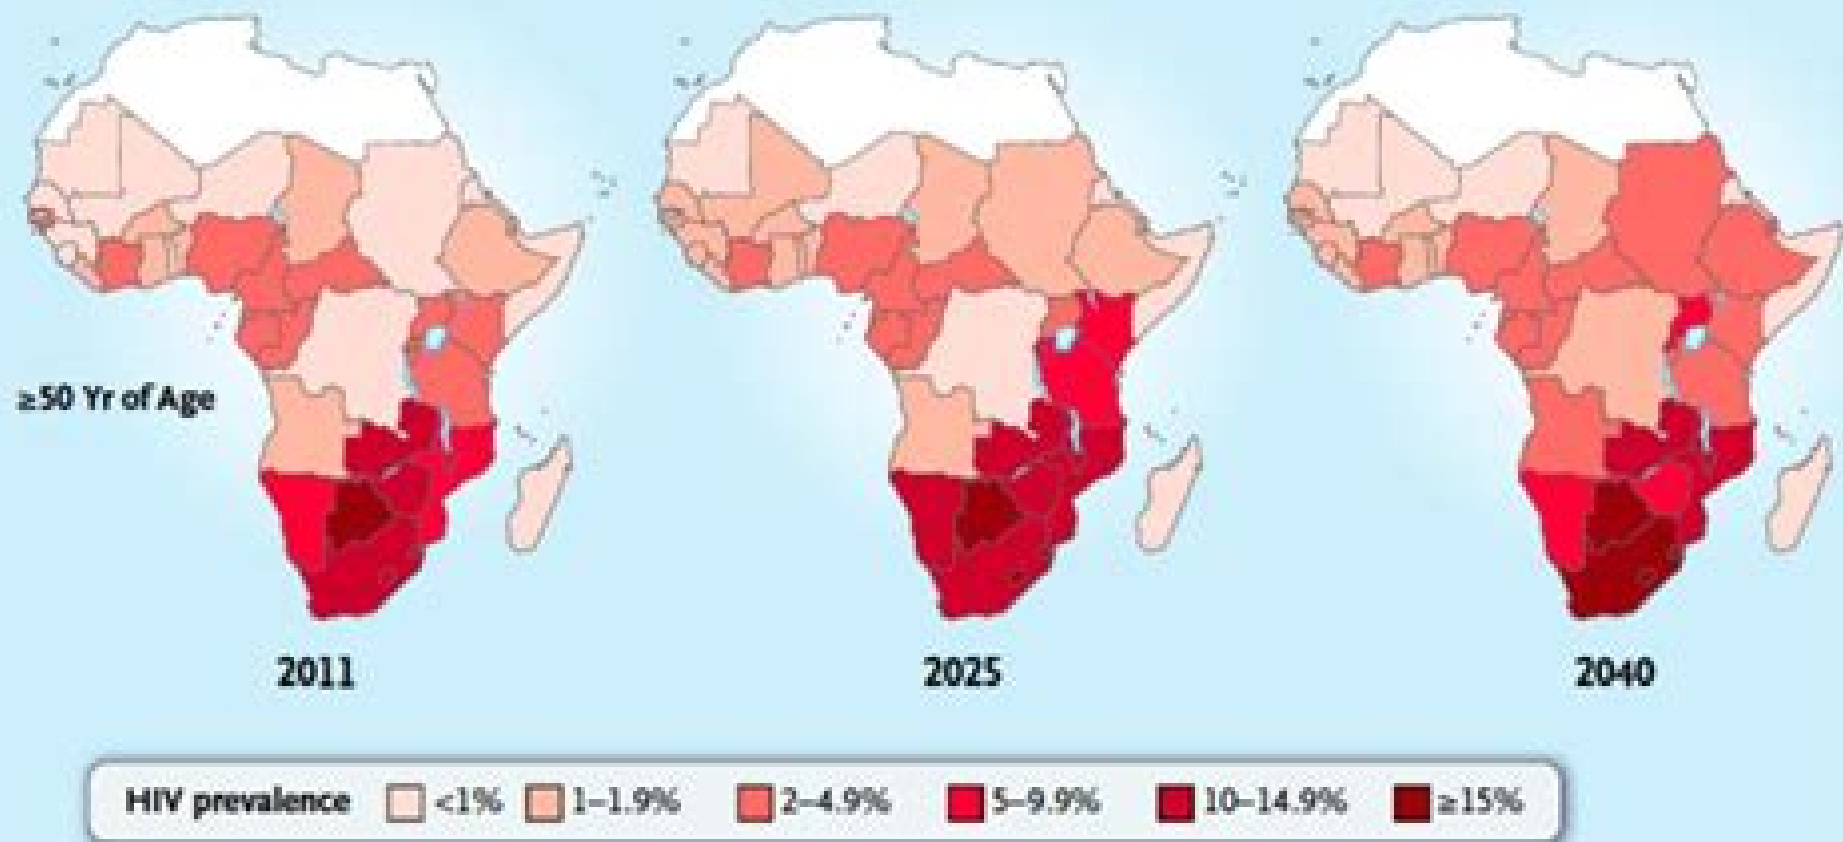 ≥50 Yr of Age
2011
2025
2040
HIV prevalence <1% 1–1.9% 2–4.9% 5–9.9% 10–14.9% ≥15%